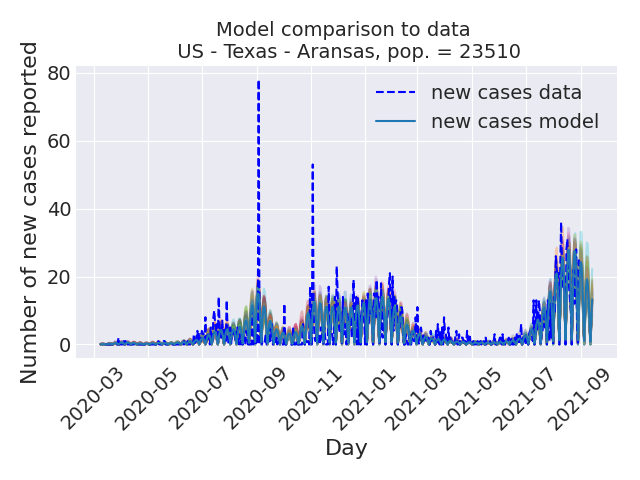 Model comparison to data
US - Texas - Aransas, pop. = 23510
Number of new cases reported
80
60
40
20
0
new cases data
new cases model
2020-03
2020-05
2020-07
2020-09
2020-11
2021-01
2021-03
2021-05
2021-07
2021-09
Day